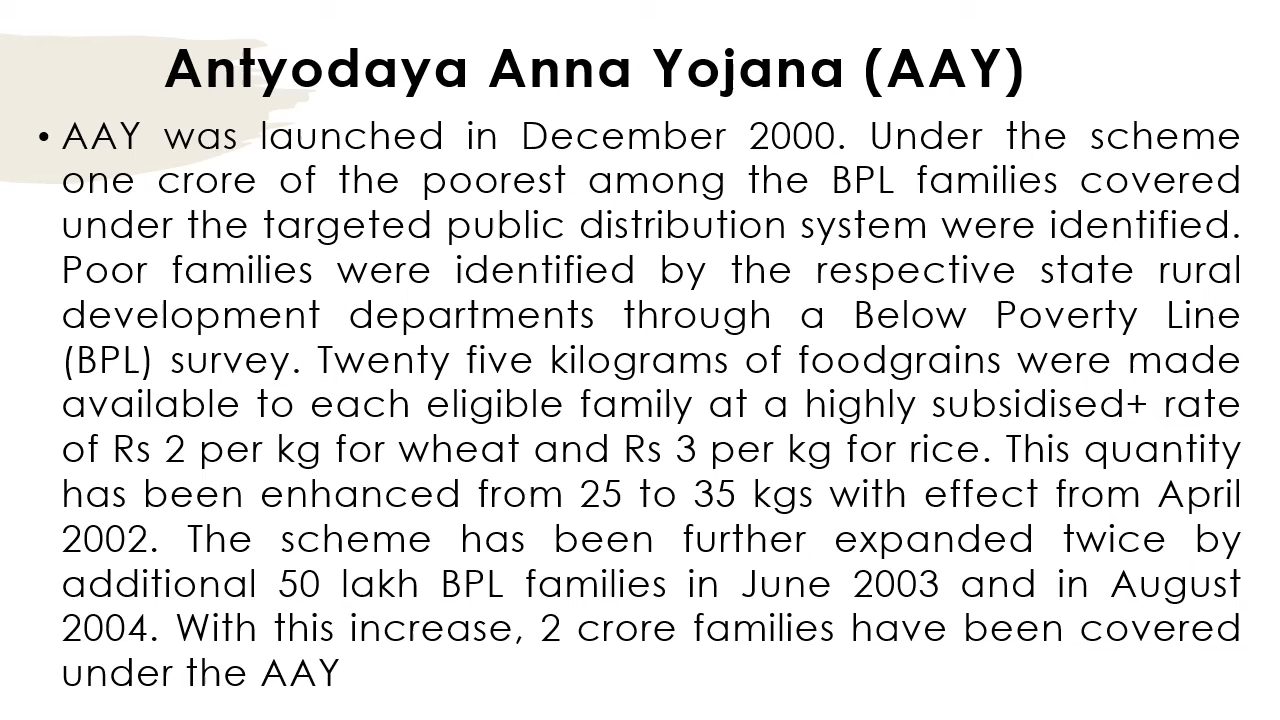 Antyodaya Anna Yojana (AAY)
• AAY was launched in December 2000. Under the scheme
one crore of the poorest among the BPL families covered
under the targeted public distribution system were identified.
Poor families were identified by the respective state rural
development departments through a Below Poverty Line
(BPL) survey. Twenty five kilograms of foodgrains were made
available to each eligible family at a highly subsidised+ rate
of Rs 2 per kg for wheat and Rs 3 per kg for rice. This quantity
has been enhanced from 25 to 35 kgs with effect from April
2002. The scheme has been further expanded twice by
additional 50 lakh BPL families in June 2003 and in August
2004. With this increase, 2 crore families have been covered
under the AAY